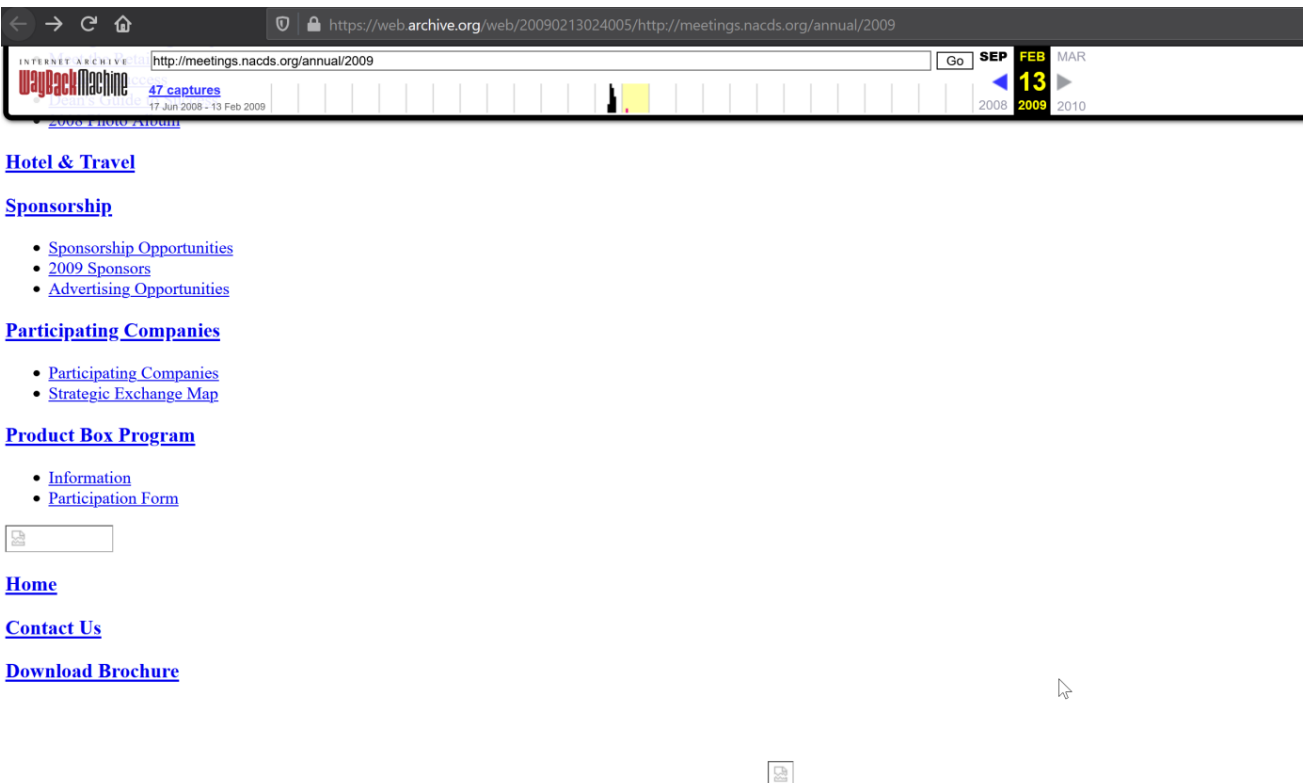 https://web.archive.org/web/20090213024005/http://meetings.nacds.org/annual/2009
INTERNET ARCHIVE
WayBackMachine
http://meetings.nacds.org/annual/2009
Go
SEP
FEB
MAR
47 captures
13
17 Jun 2008 - 13 Feb 2009
2008
2009
2010
Dean's Guide
2008 Photo Album
Hotel & Travel
Sponsorship
Sponsorship Opportunities
2009 Sponsors
Advertising Opportunities
Participating Companies
Participating Companies
Strategic Exchange Map
Product Box Program
Information
Participation Form
Home
Contact Us
Download Brochure